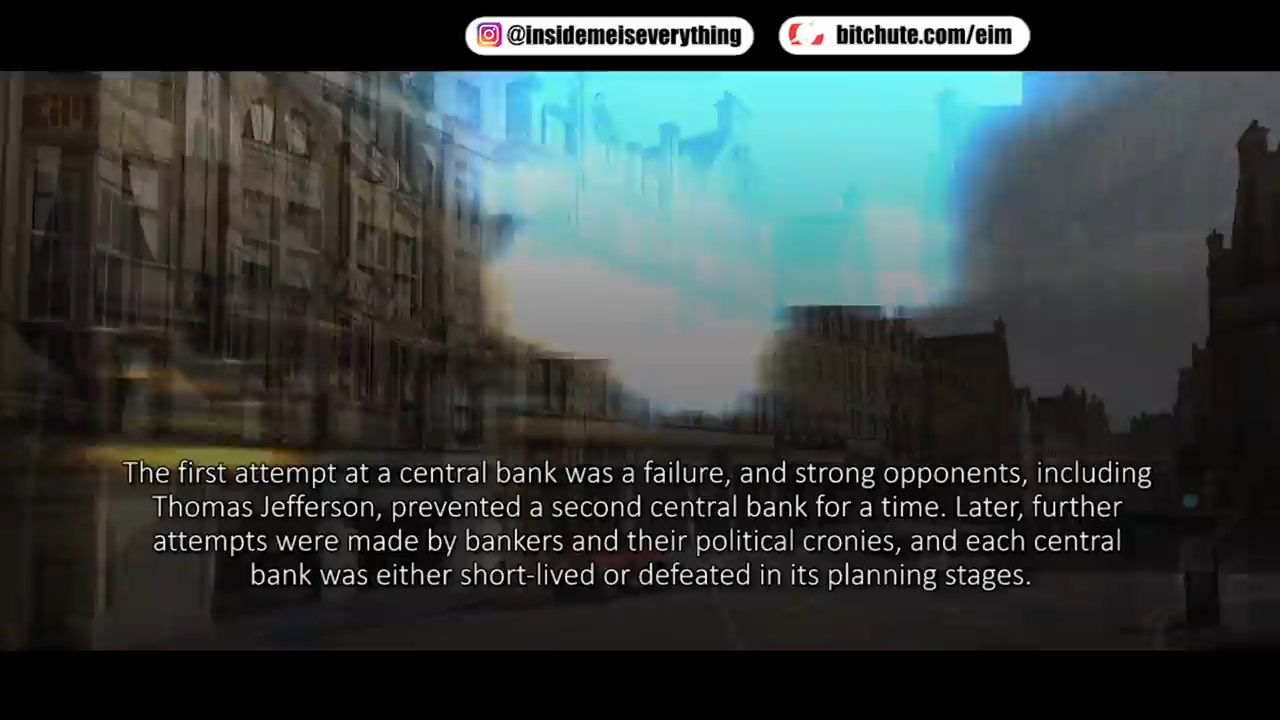 @insidemeiseverything
bitchute.com/eim
The first attempt at a central bank was a failure, and strong opponents, including
Thomas Jefferson, prevented a second central bank for a time. Later, further
attempts were made by bankers and their political cronies, and each central
bank was either short-lived or defeated in its planning stages.